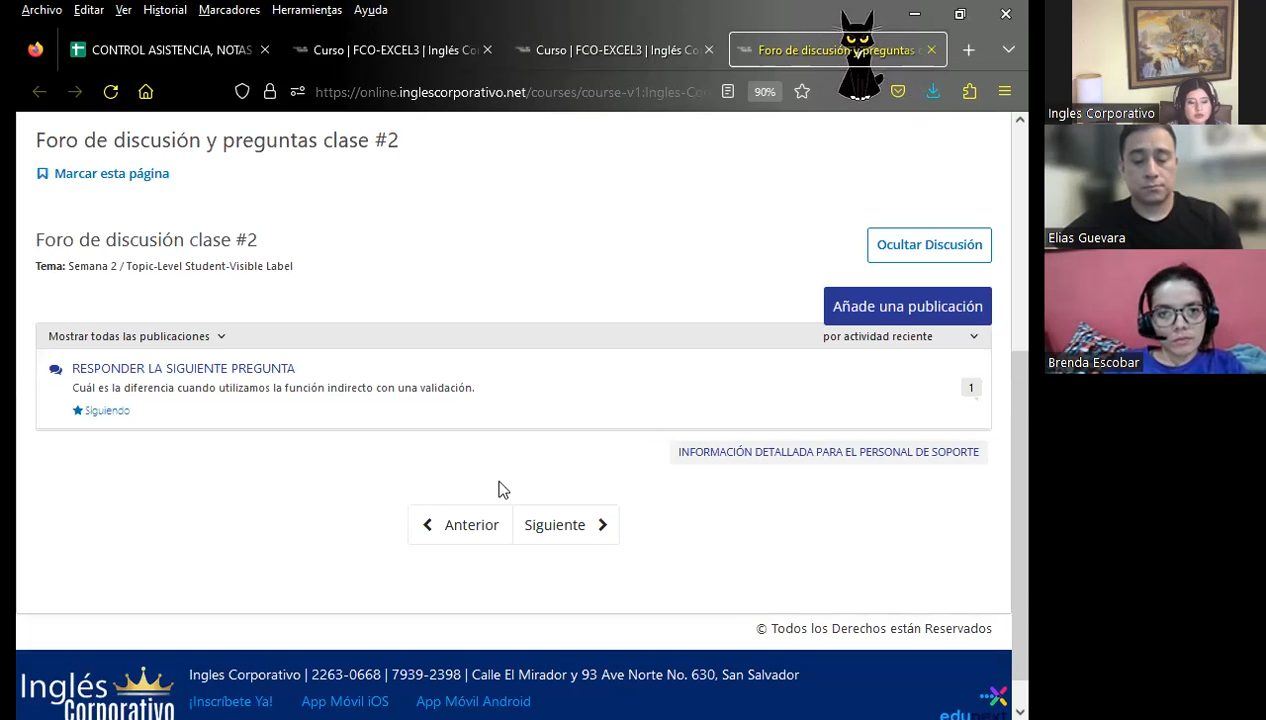 Archivo Editar Ver Historial Marcadores Herramientas Ayuda
CONTROL ASISTENCIA, NOTAS
Curso | FCO-EXCEL3 | Inglés Co
Curso | FCO-EXCEL3 | Inglés Co
Foro de discusión y preguntas
https://online.inglescorporativo.net/courses/course-v1:Ingles-Co
90%
Foro de discusión y preguntas clase #2
Marcar esta página
Foro de discusión clase #2
Ocultar Discusión
Tema: Semana 2 / Topic-Level Student-Visible Label
Añade una publicación
Mostrar todas las publicaciones
por actividad reciente
RESPONDER LA SIGUIENTE PREGUNTA
Cuál es la diferencia cuando utilizamos la función indirecto con una validación.
1
Siguiendo
INFORMACIÓN DETALLADA PARA EL PERSONAL DE SOPORTE
Anterior Siguiente
© Todos los Derechos están Reservados
Inglés Corporativo
Ingles Corporativo | 2263-0668 | 7939-2398 | Calle El Mirador y 93 Ave Norte No. 630, San Salvador
¡Inscríbete Ya! App Móvil iOS App Móvil Android
Ingles Corporativo
Elias Guevara
Brenda Escobar